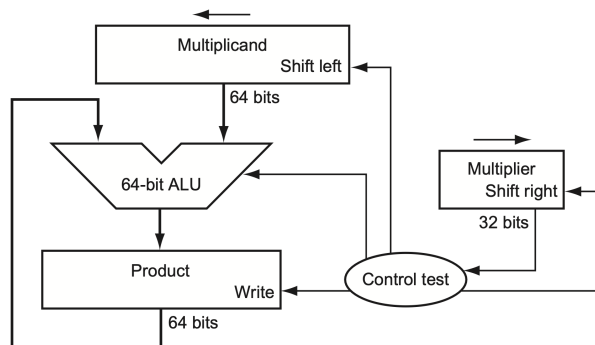 Multiplicand
Shift left
64 bits
64-bit ALU
Multiplier
Shift right
32 bits
Product
Write
Control test
64 bits